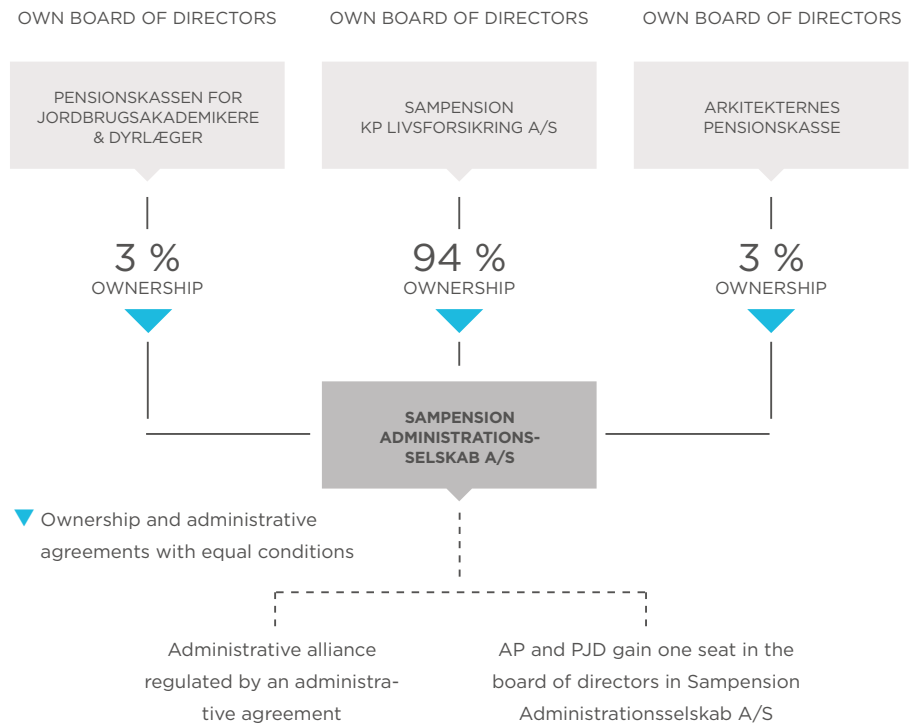 OWN BOARD OF DIRECTORS
OWN BOARD OF DIRECTORS
OWN BOARD OF DIRECTORS
PENSIONSKASSEN FOR
JORDBRUGSAKADEMIKERE
& DYRLÆGER
SAMPENSION
KP LIVSFORSIKRING A/S
ARKITEKTERNES
PENSIONSKASSE
3 %
OWNERSHIP
94 %
OWNERSHIP
3 %
OWNERSHIP
SAMPENSION
ADMINISTRATIONS-
SELSKAB A/S
Ownership and administrative
agreements with equal conditions
Administrative alliance
regulated by an administra-
tive agreement
AP and PJD gain one seat in the
board of directors in Sampension
Administrationsselskab A/S